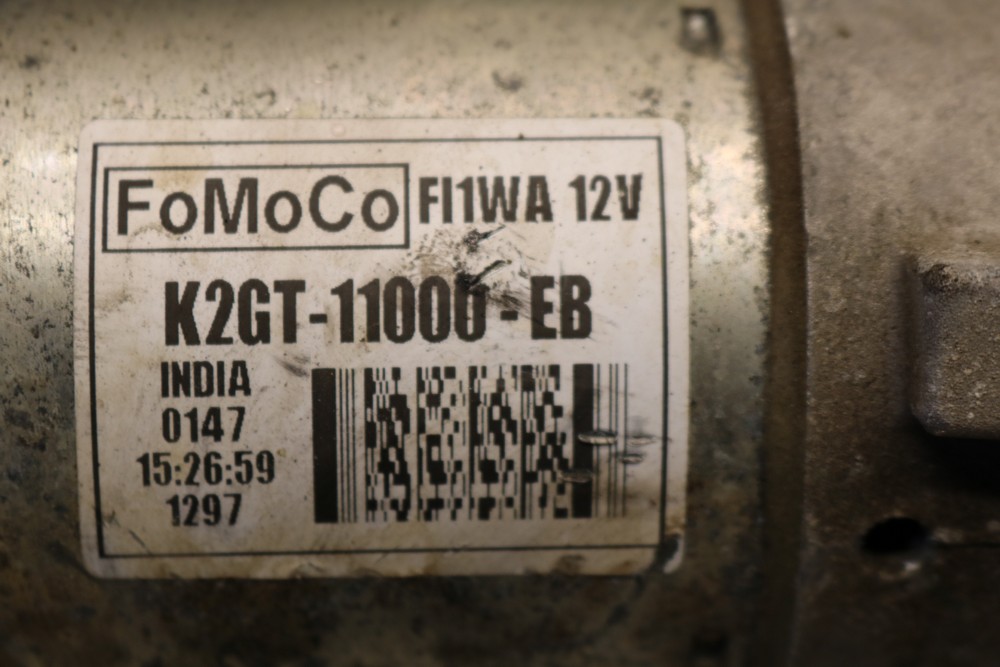 FoMoCo FI1WA 12V
K2GT-11000-EB
INDIA
0147
15:26:59
1297